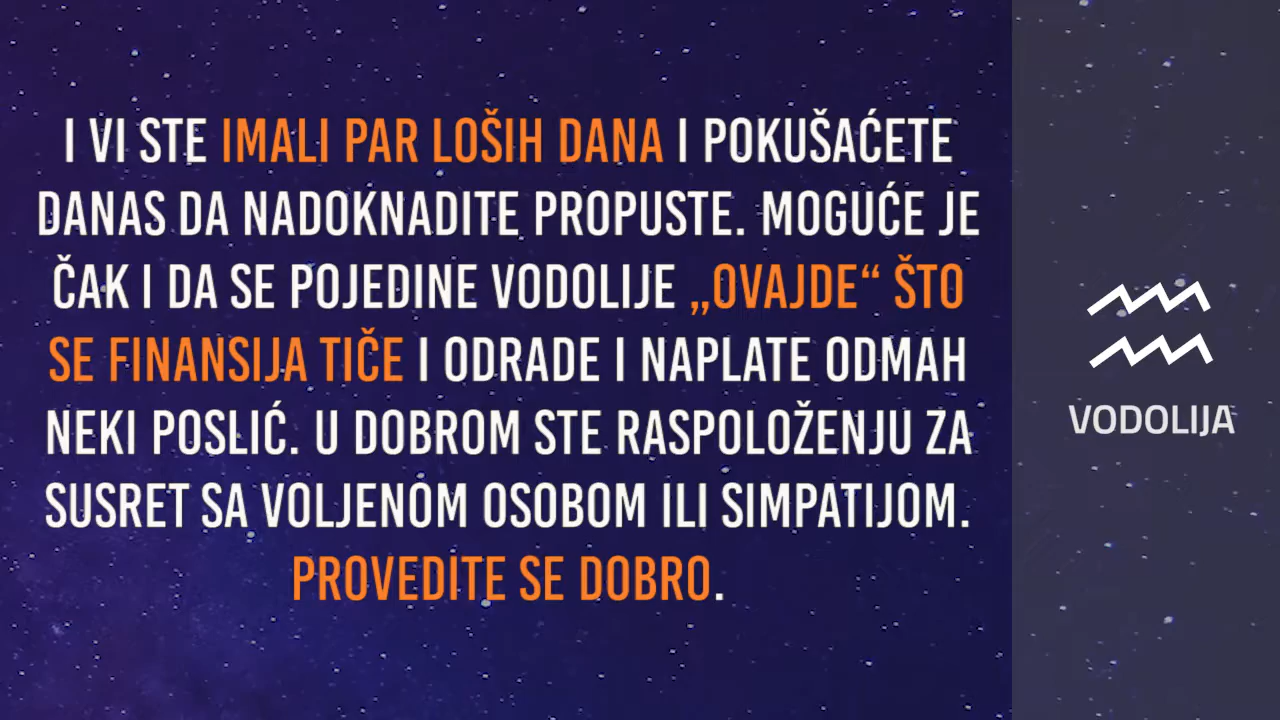 I VI STE IMALI PAR LOŠIH DANA I POKUŠAĆETE
DANAS DA NADOKNADITE PROPUSTE. MOGUĆE JE
ČAK I DA SE POJEDINE VODOLIJE „OVAJDE“ ŠTO
SE FINANSIJA TIČE I ODRADE I NAPLATE ODMAH
NEKI POSLIĆ. U DOBROM STE RASPOLOŽENJU ZA
SUSRET SA VOLJENOM OSOBOM ILI SIMPATIJOM.
PROVEDITE SE DOBRO.
VODOLIJA